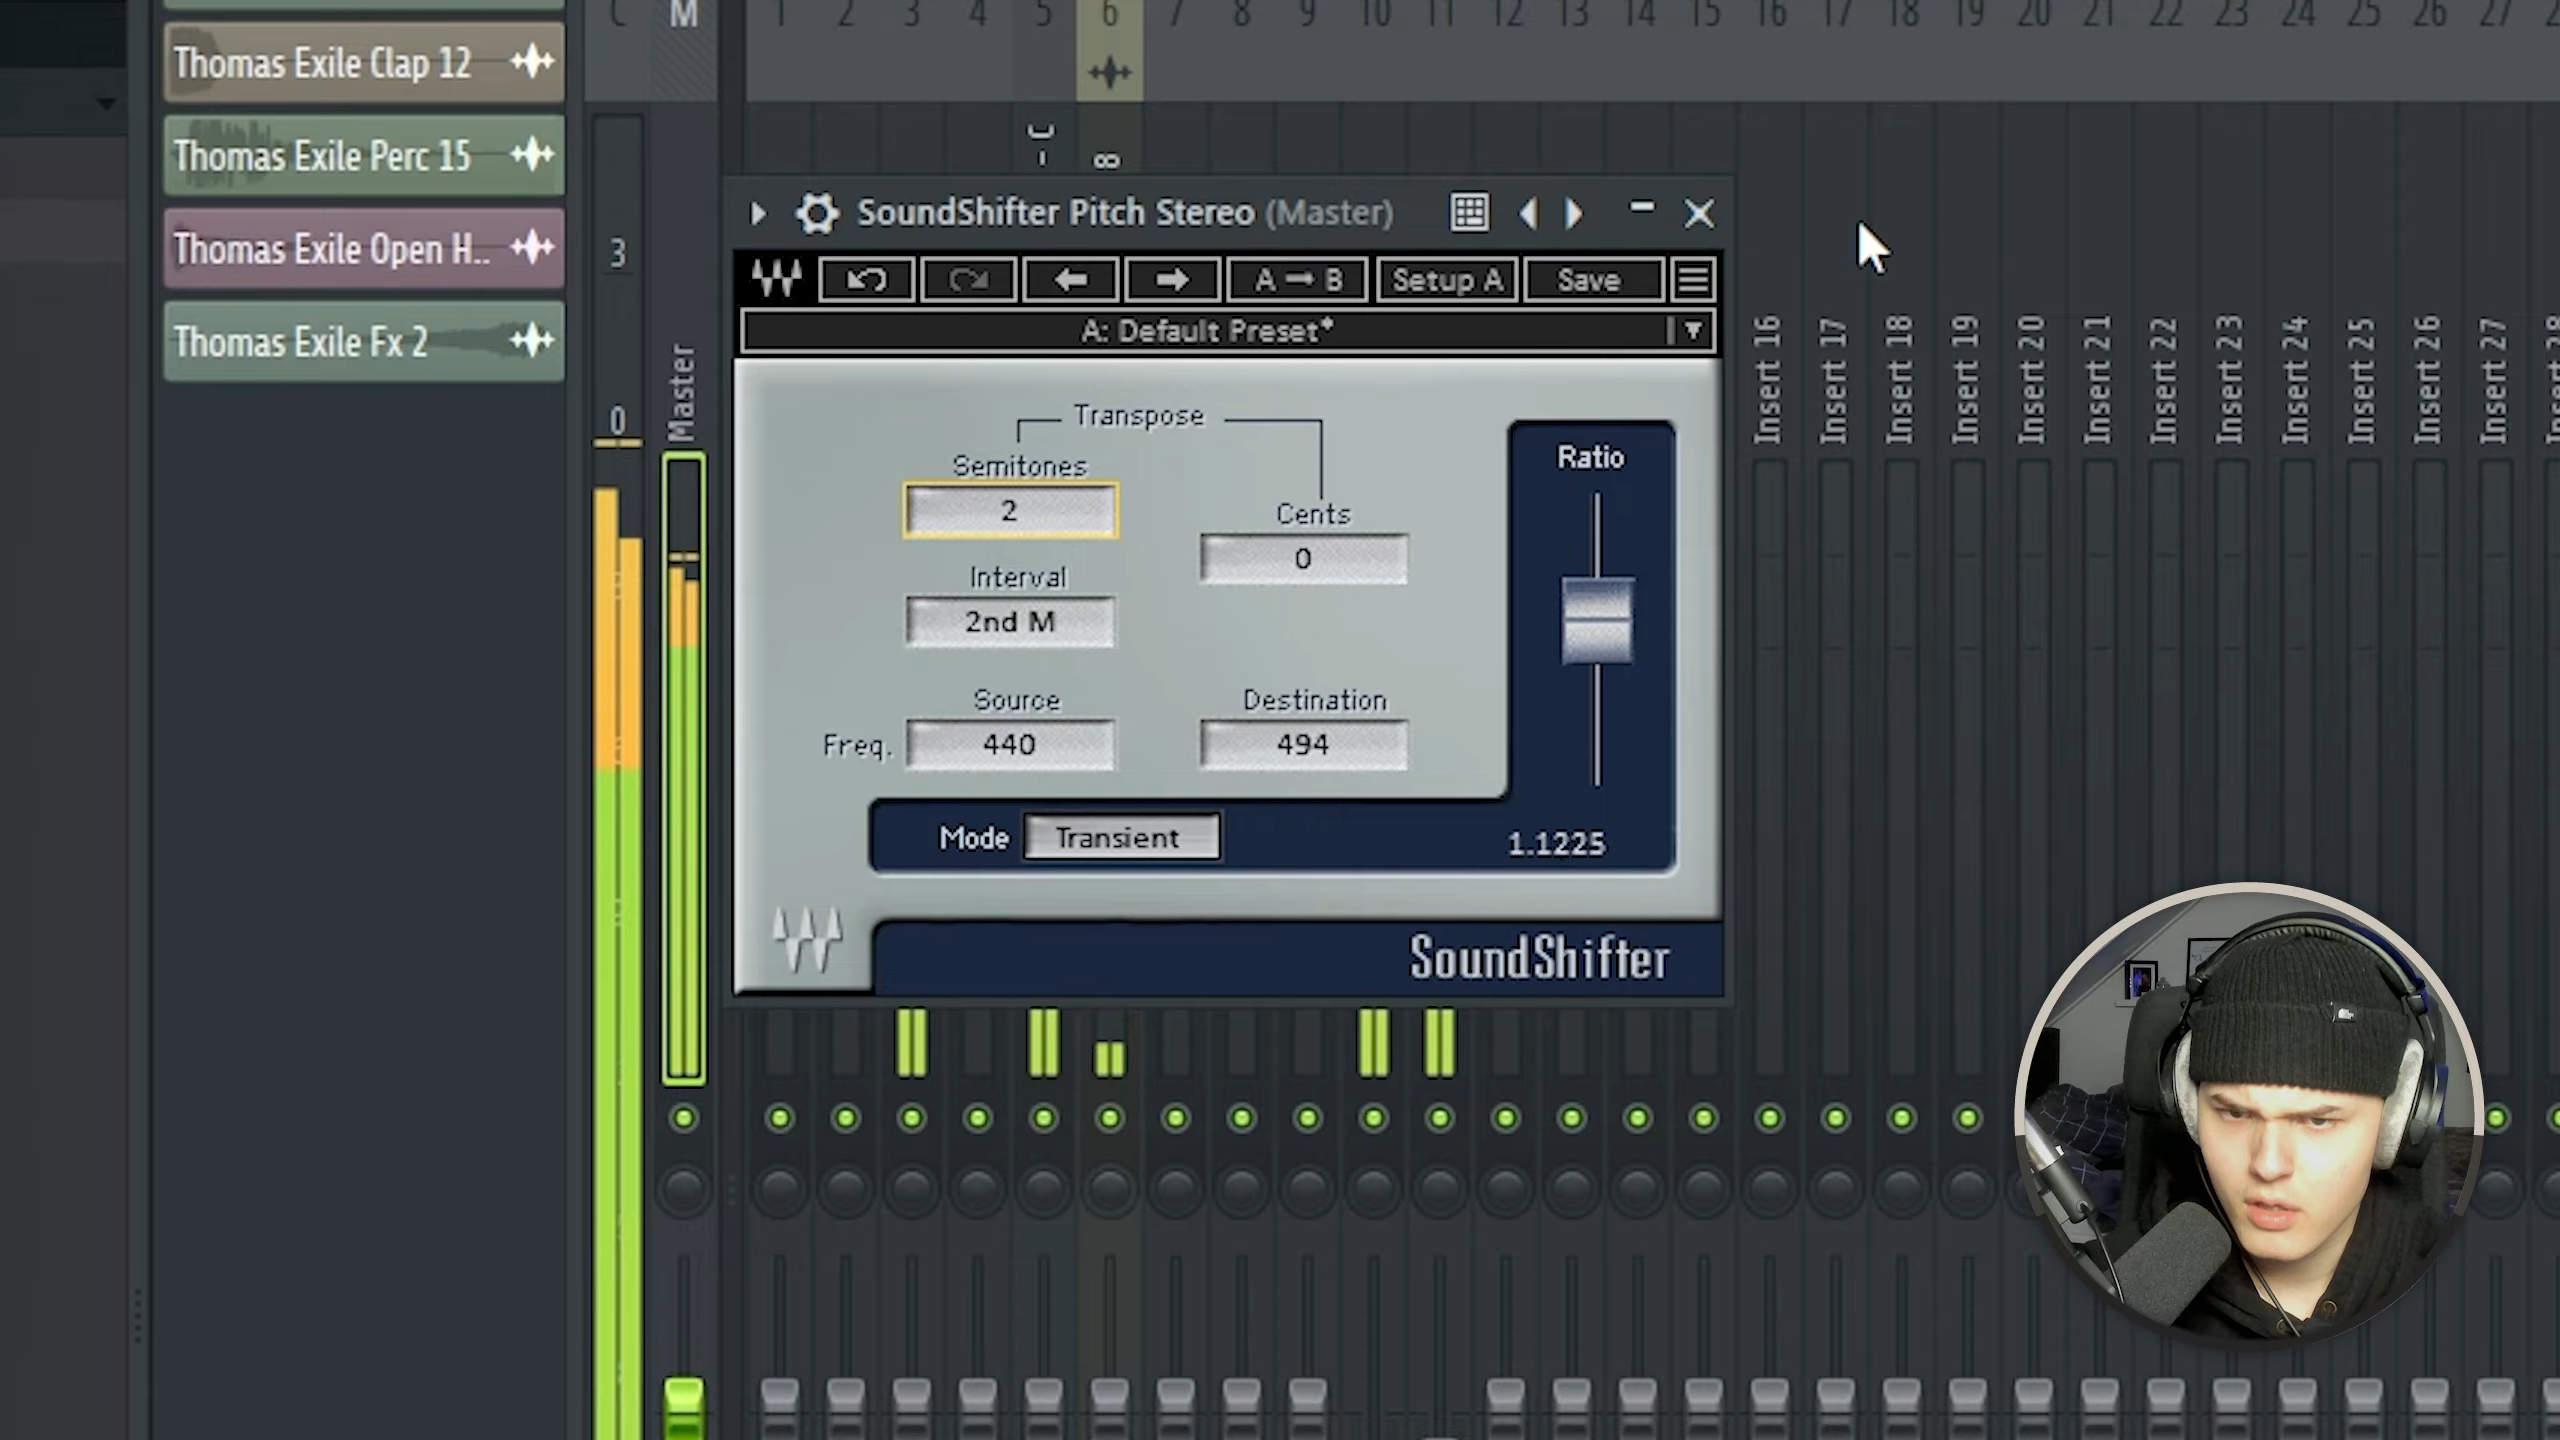 C M 1 2 3 4 5 6 7 8 9 10 11 12 13 14 15 16 17 18 19 20 21 22 23 24 25 26 27
Thomas Exile Clap 12
Thomas Exile Perc 15
Thomas Exile Open H..
Thomas Exile Fx 2
3
0
Master
SoundShifter Pitch Stereo (Master)
A → B
Setup A
Save
A: Default Preset*
Transpose
Semitones
2
Cents
0
Interval
2nd M
Source
Destination
Freq.
440
494
Ratio
Mode
Transient
1.1225
SoundShifter
Insert 16
Insert 17
Insert 18
Insert 19
Insert 20
Insert 21
Insert 22
Insert 23
Insert 24
Insert 25
Insert 26
Insert 27